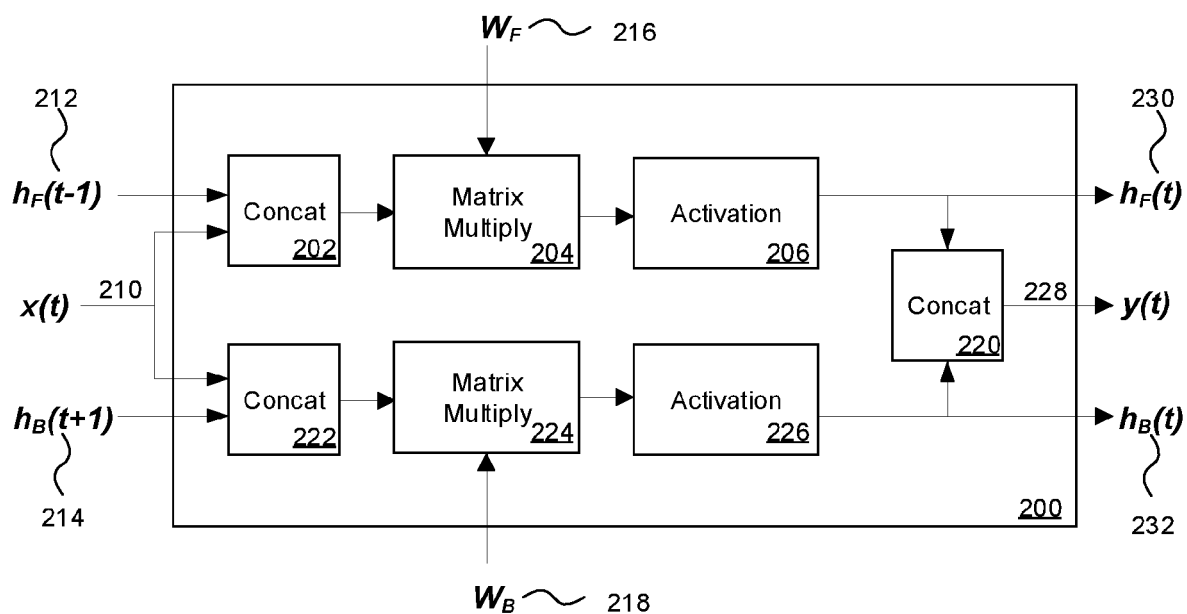 W_F 216
212
230
h_F(t-1)
Concat
202
Matrix
Multiply
204
Activation
206
h_F(t)
x(t)
210
Concat
220
228
y(t)
Concat
222
Matrix
Multiply
224
Activation
226
h_B(t+1)
h_B(t)
214
200
232
W_B 218